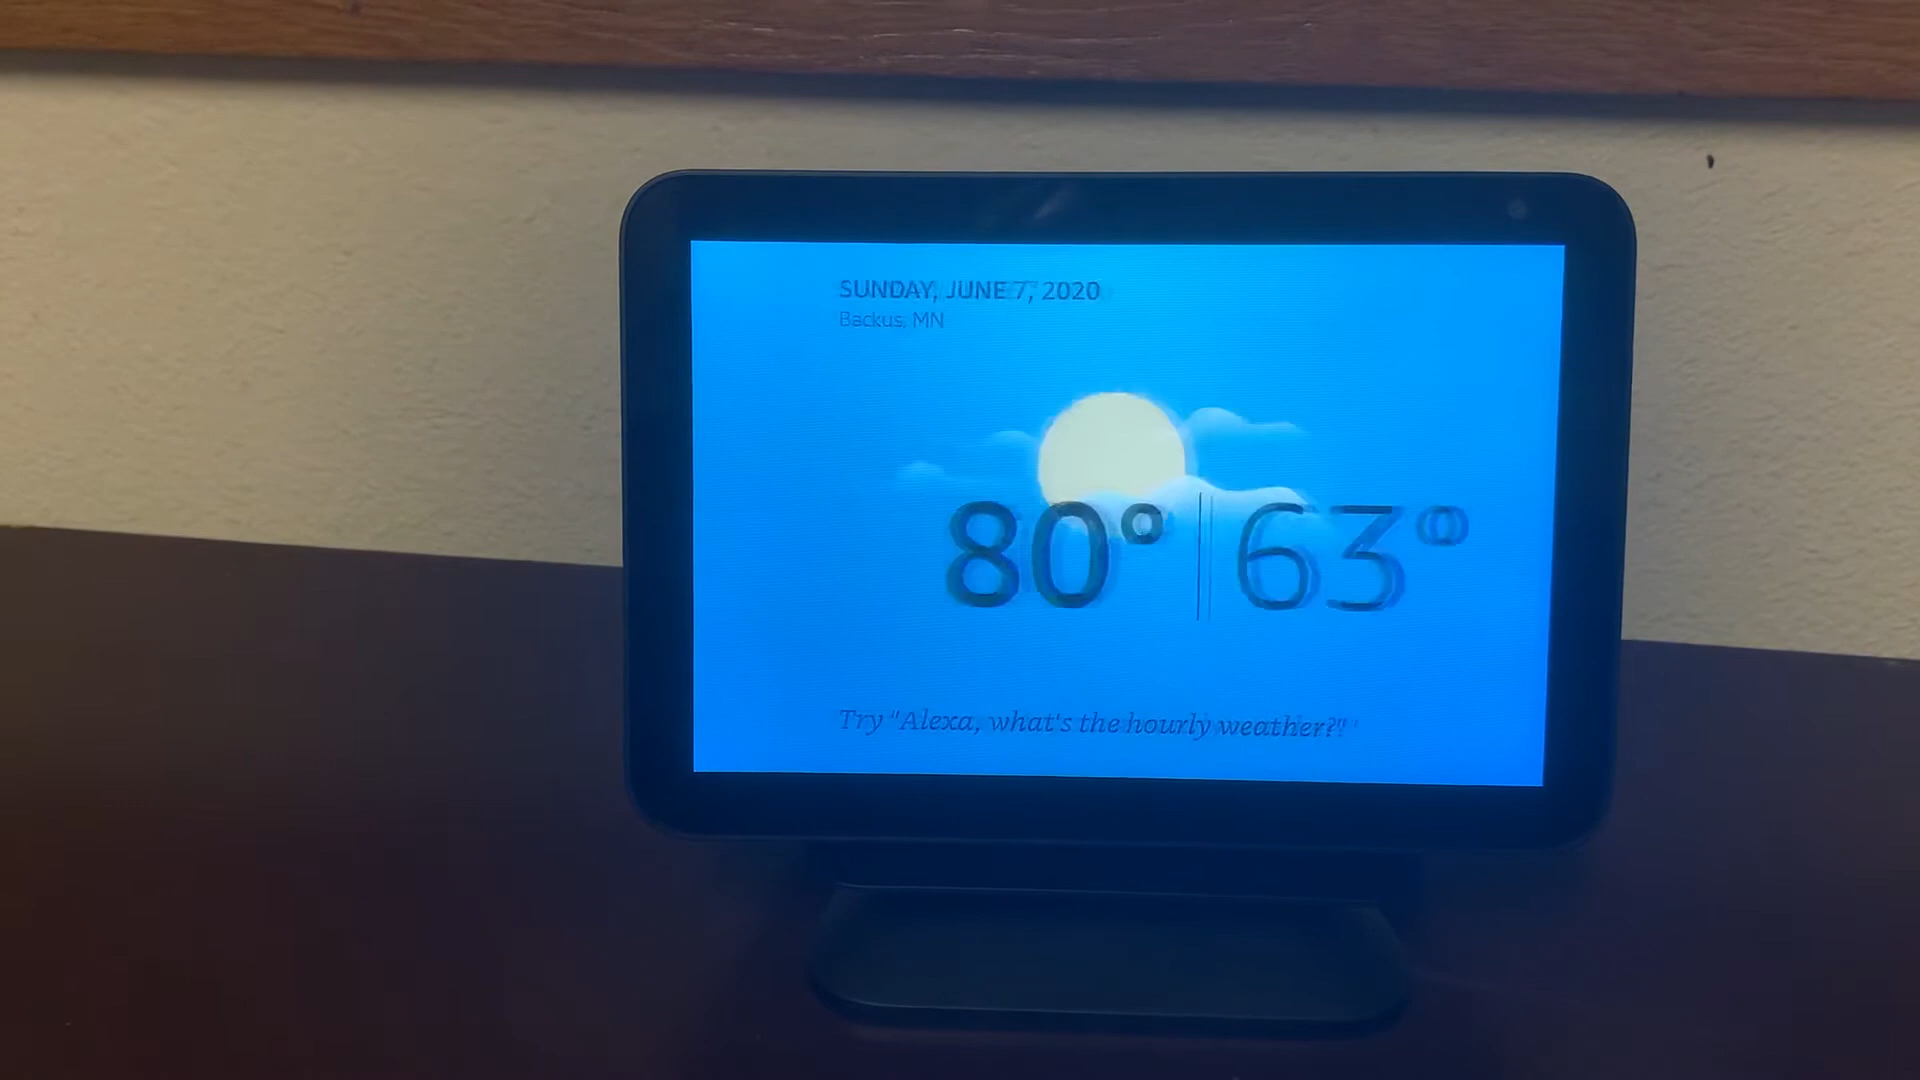 SUNDAY, JUNE 7, 2020
Backus, MN
80° | 63°
Try "Alexa, what's the hourly weather?"